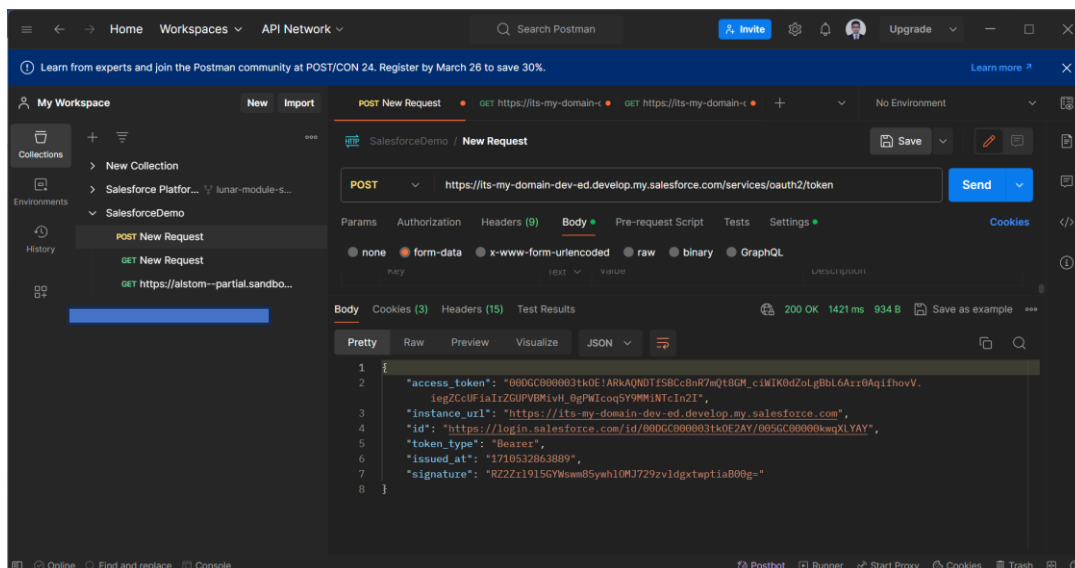 Home Workspaces API Network Search Postman Invite Upgrade
Learn from experts and join the Postman community at POST/CON 24. Register by March 26 to save 30%. Learn more
My Workspace New Import POST New Request GET https://its-my-domain-c GET https://its-my-domain-c No Environment
Collections
SalesforceDemo / New Request Save
New Collection
Salesforce Platfor... lunar-module-s...
POST https://its-my-domain-dev-ed.develop.my.salesforce.com/services/oauth2/token Send
Environments
SalesforceDemo
Params Authorization Headers (9) Body Pre-request Script Tests Settings Cookies
POST New Request
History
none form-data x-www-form-urlencoded raw binary GraphQL
GET New Request
Key Text Value Description
GET https://alstom--partial.sandbo...
Body Cookies (3) Headers (15) Test Results 200 OK 1421 ms 934 B Save as example
Pretty Raw Preview Visualize JSON
1 {
2 "access_token": "00DGC000003tkOE!ARkAQNDTfSBCc8nR7mQt8GM_ciWIK0dZoLgBbL6Arr0AqifhovV.
iegZCcUFiaIrZGUPVBMivH_0gPWIcoq5Y9MMiNTcIn2I",
3 "instance_url": "https://its-my-domain-dev-ed.develop.my.salesforce.com",
4 "id": "https://login.salesforce.com/id/00DGC000003tkOE2AY/005GC00000kwqXLYAY",
5 "token_type": "Bearer",
6 "issued_at": "1710532863889",
7 "signature": "RZ2Zrl9l5GYWswm85ywhlOMJ729zvldgxtwptiaB00g="
8 }
Online Find and replace Console Postbot Runner Start Proxy Cookies Trash